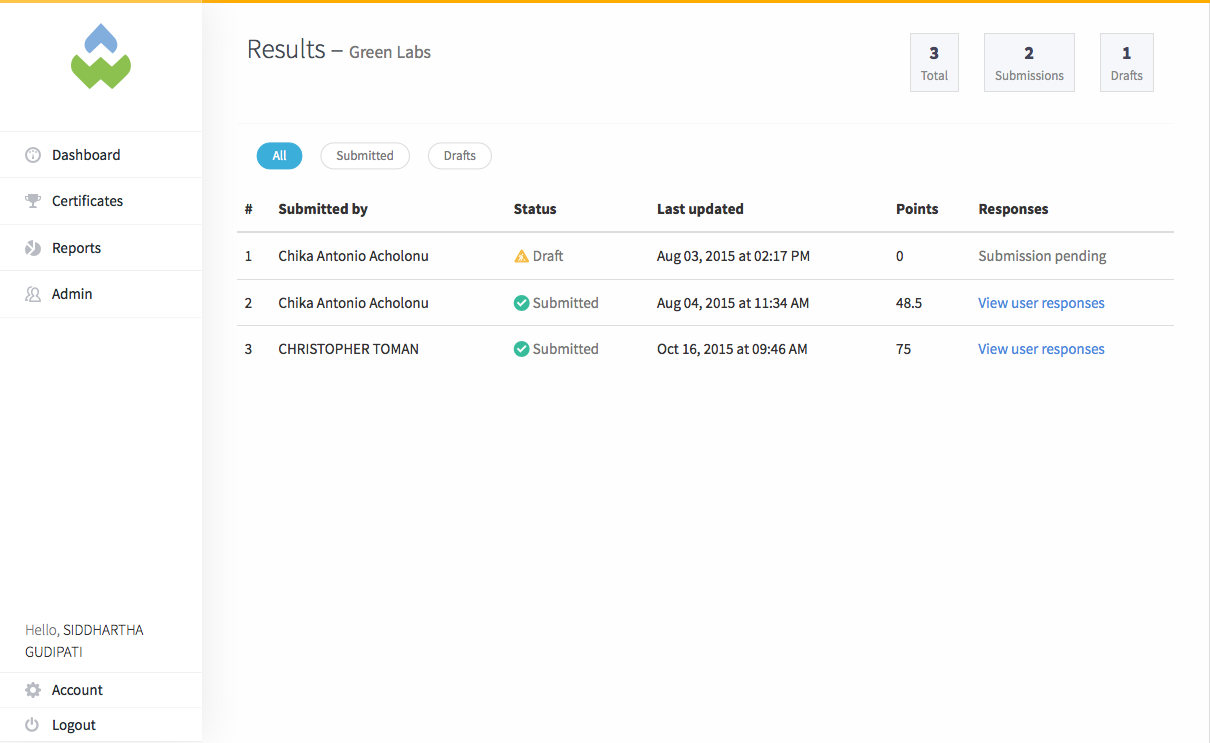 Dashboard
Certificates
Reports
Admin
Hello, SIDDHARTHA
GUDIPATI
Account
Logout
Results – Green Labs
3
Total
2
Submissions
1
Drafts
All Submitted Drafts
# Submitted by Status Last updated Points Responses
1 Chika Antonio Acholonu Draft Aug 03, 2015 at 02:17 PM 0 Submission pending
2 Chika Antonio Acholonu Submitted Aug 04, 2015 at 11:34 AM 48.5 View user responses
3 CHRISTOPHER TOMAN Submitted Oct 16, 2015 at 09:46 AM 75 View user responses